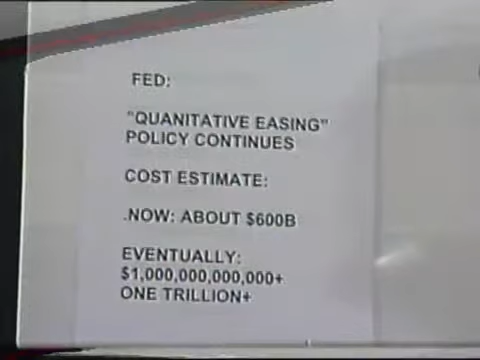 FED:
"QUANITATIVE EASING"
POLICY CONTINUES
COST ESTIMATE:
.NOW: ABOUT $600B
EVENTUALLY:
$1,000,000,000,000+
ONE TRILLION+